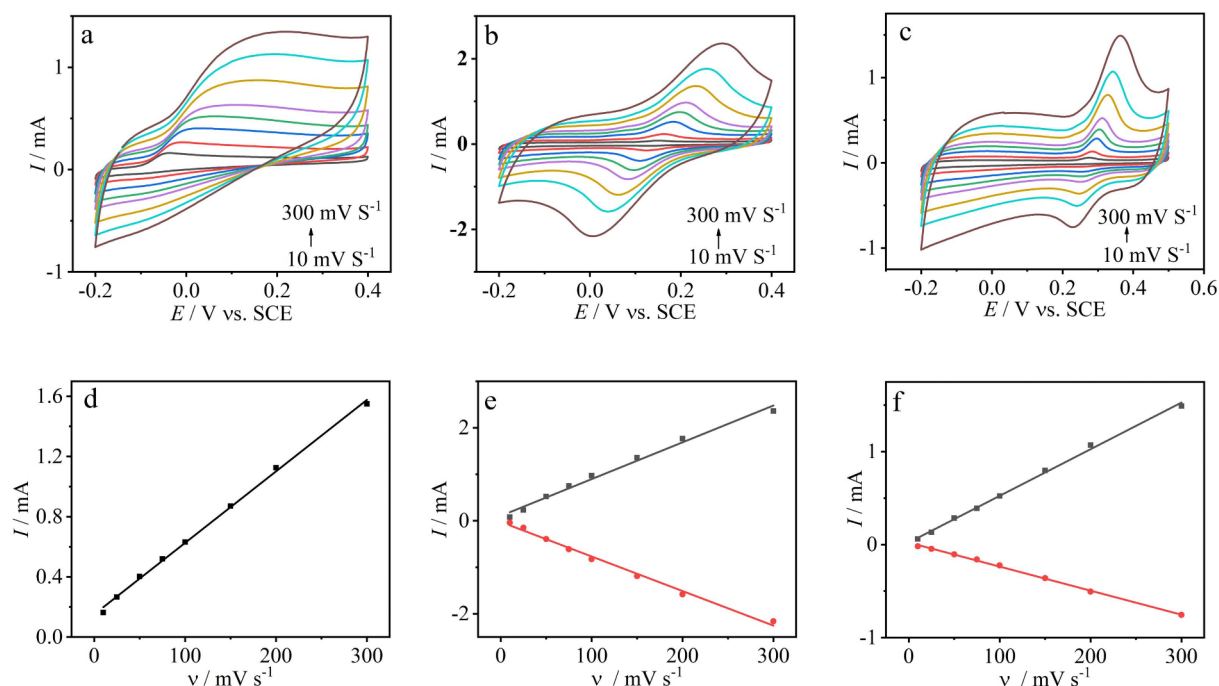 a
1
0
-1
I / mA
300 mV S⁻¹
10 mV S⁻¹
-0.2 0.0 0.2 0.4
E / V vs. SCE
b
2
0
-2
I / mA
300 mV S⁻¹
10 mV S⁻¹
-0.2 0.0 0.2 0.4
E / V vs. SCE
c
1
0
-1
I / mA
300 mV S⁻¹
10 mV S⁻¹
-0.2 0.0 0.2 0.4 0.6
E / V vs. SCE
d
1.6
1.2
0.8
0.4
0.0
I / mA
0 100 200 300
ν / mV s⁻¹
e
2
0
-2
I / mA
0 100 200 300
ν / mV s⁻¹
f
1
0
-1
I / mA
0 100 200 300
ν / mV s⁻¹